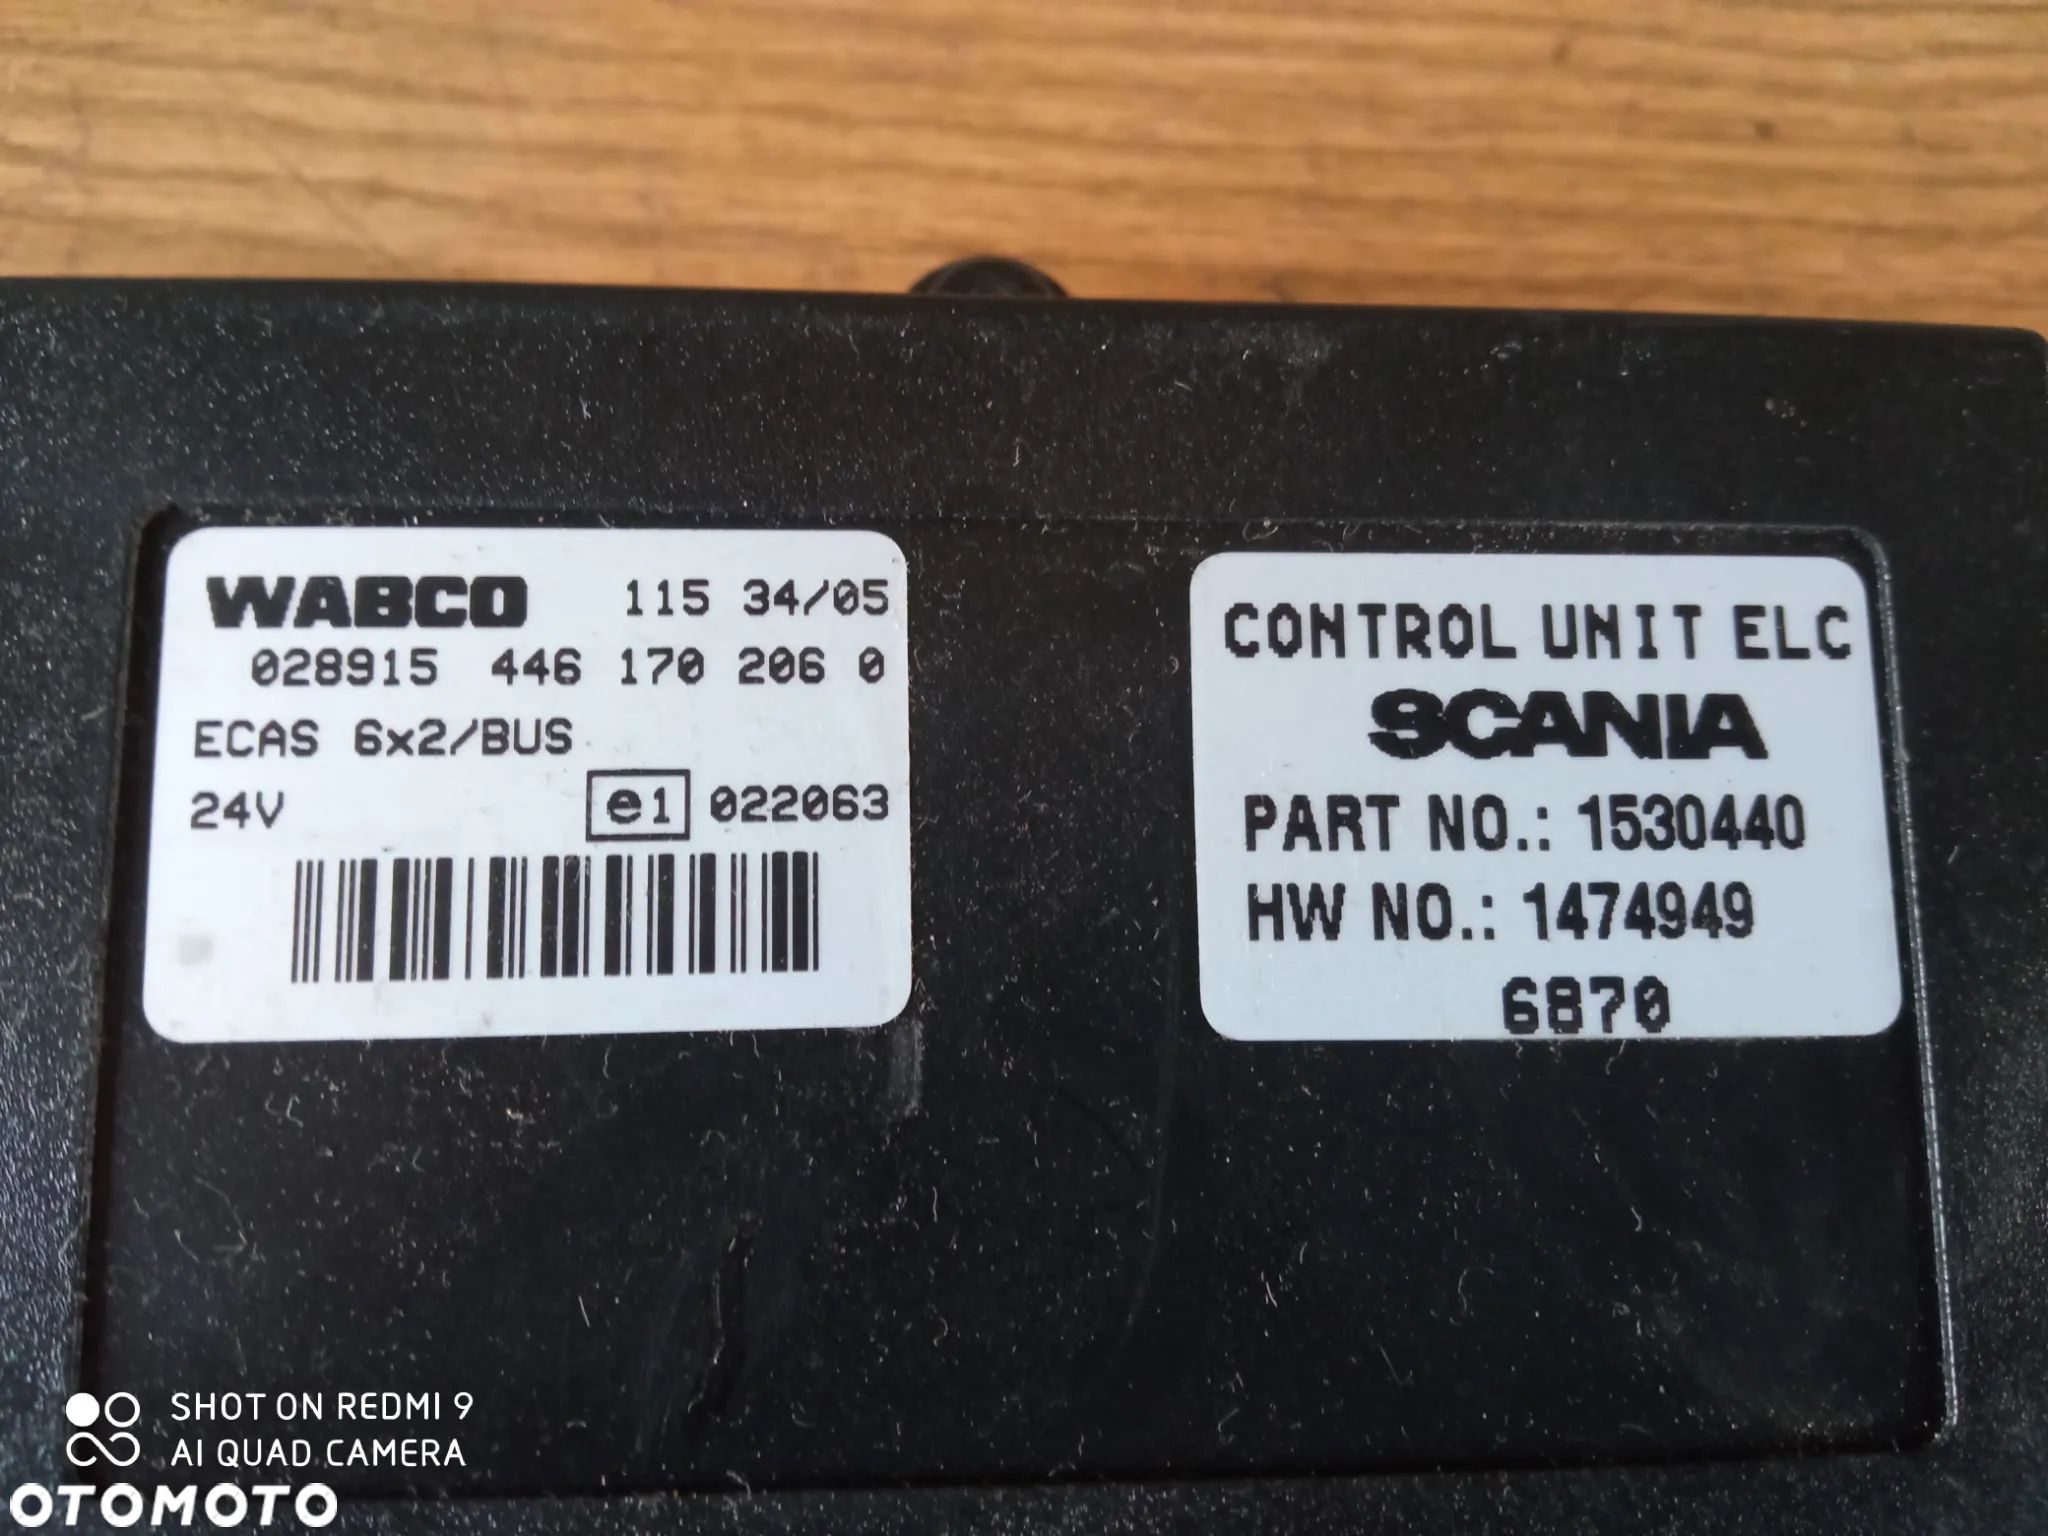 WABCO 115 34/05
028915 446 170 206 0
ECAS 6x2/BUS
24V e1 022063
CONTROL UNIT ELC
SCANIA
PART NO.: 1530440
HW NO.: 1474949
6870
SHOT ON REDMI 9
AI QUAD CAMERA
OTOMOTO